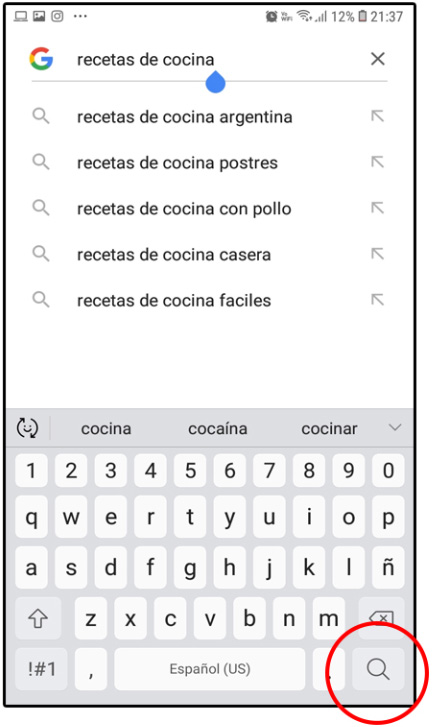 12% 21:37
recetas de cocina
recetas de cocina argentina
recetas de cocina postres
recetas de cocina con pollo
recetas de cocina casera
recetas de cocina faciles
cocina cocaína cocinar
1 2 3 4 5 6 7 8 9 0
q w e r t y u i o p
a s d f g h j k l ñ
z x c v b n m
!#1 , Español (US) .